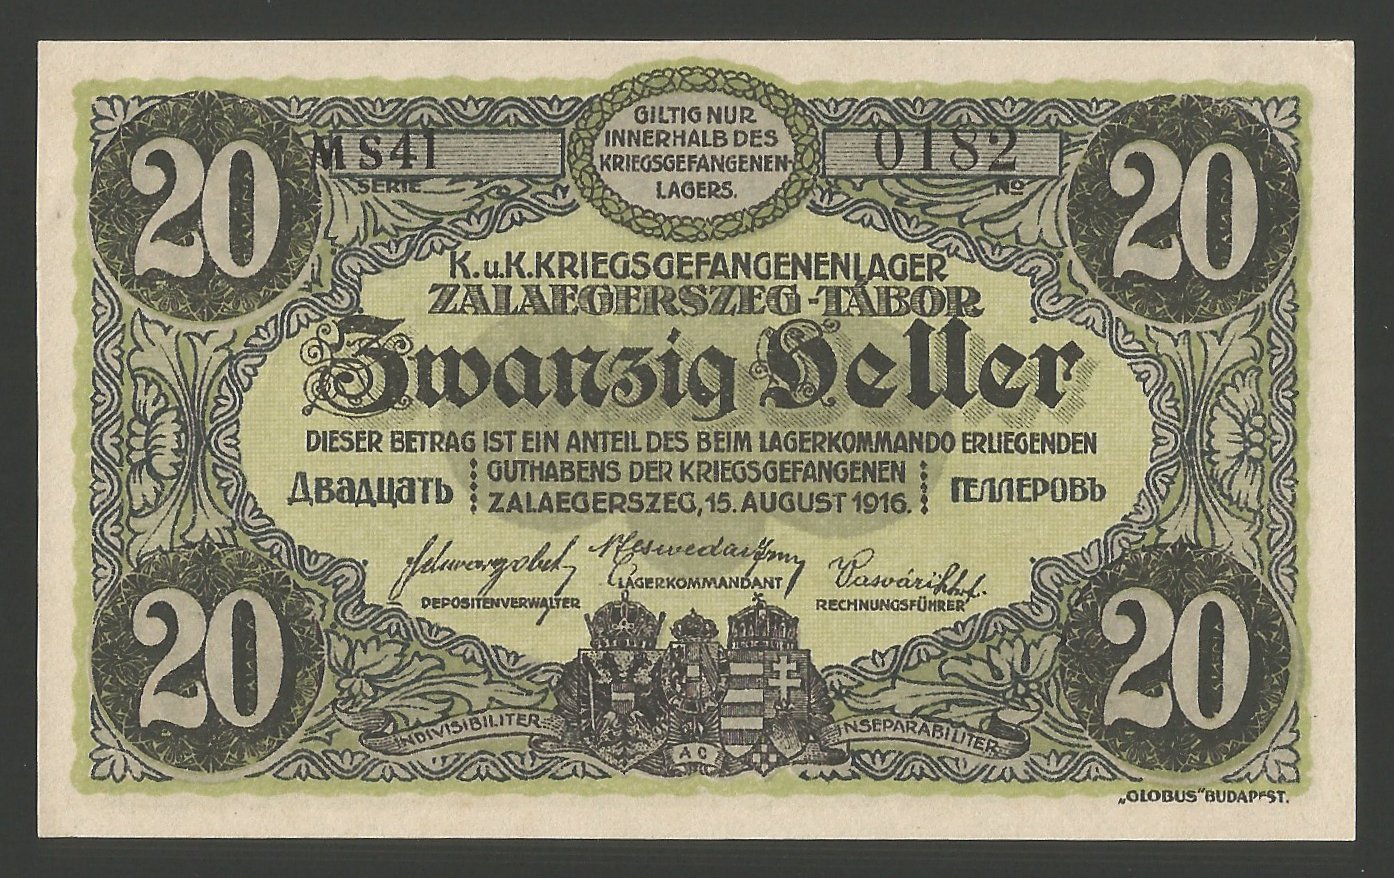 20
MS41
SERIE
GILTIG NUR
INNERHALB DES
KRIEGSGEFANGENEN-
LAGERS.
0182
No
20
K.u.K. KRIEGSGEFANGENENLAGER
ZALAEGERSZEG-TÁBOR
Zwanzig Heller
DIESER BETRAG IST EIN ANTEIL DES BEIM LAGERKOMMANDO ERLIEGENDEN
GUTHABENS DER KRIEGSGEFANGENEN
Двадцать
ZALAEGERSZEG, 15. AUGUST 1916.
геллеровъ
LAGERKOMMANDANT
DEPOSITENVERWALTER
RECHNUNGSFÜHRER
20
INDIVISIBILITER
AC
INSEPARABILITER
20
„GLOBUS" BUDAPEST.